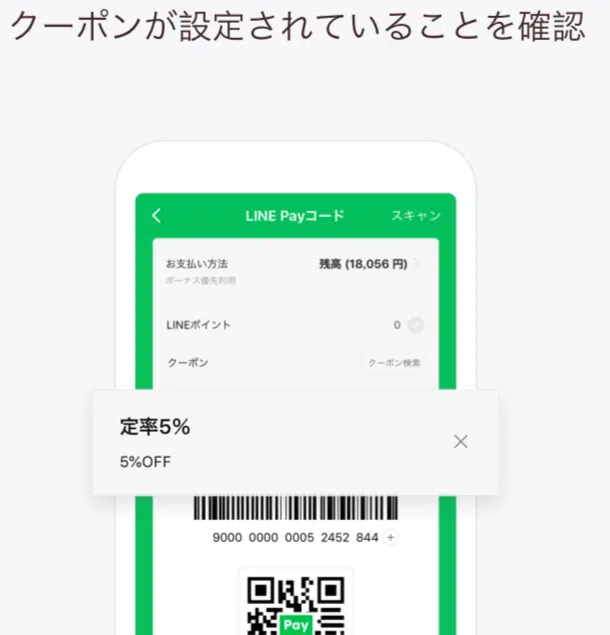 クーポンが設定されていることを確認
LINE Payコード スキャン
お支払い方法 残高 (18,056 円)
ボーナス優先利用
LINEポイント 0
クーポン クーポン検索
定率5%
5%OFF
9000 0000 0005 2452 844 +
Pay